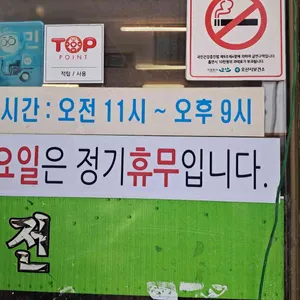 TOP
POINT
적립 / 사용
시간 : 오전 11시 ~ 오후 9시
요일은 정기휴무입니다.
전